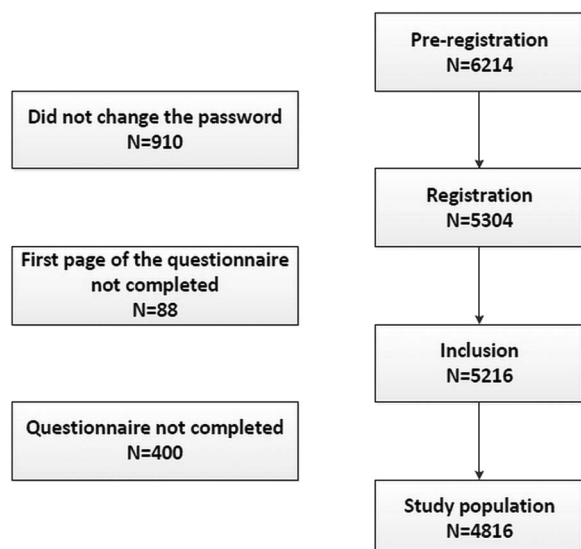 Pre-registration
N=6214
Did not change the password
N=910
Registration
N=5304
First page of the questionnaire
not completed
N=88
Inclusion
N=5216
Questionnaire not completed
N=400
Study population
N=4816